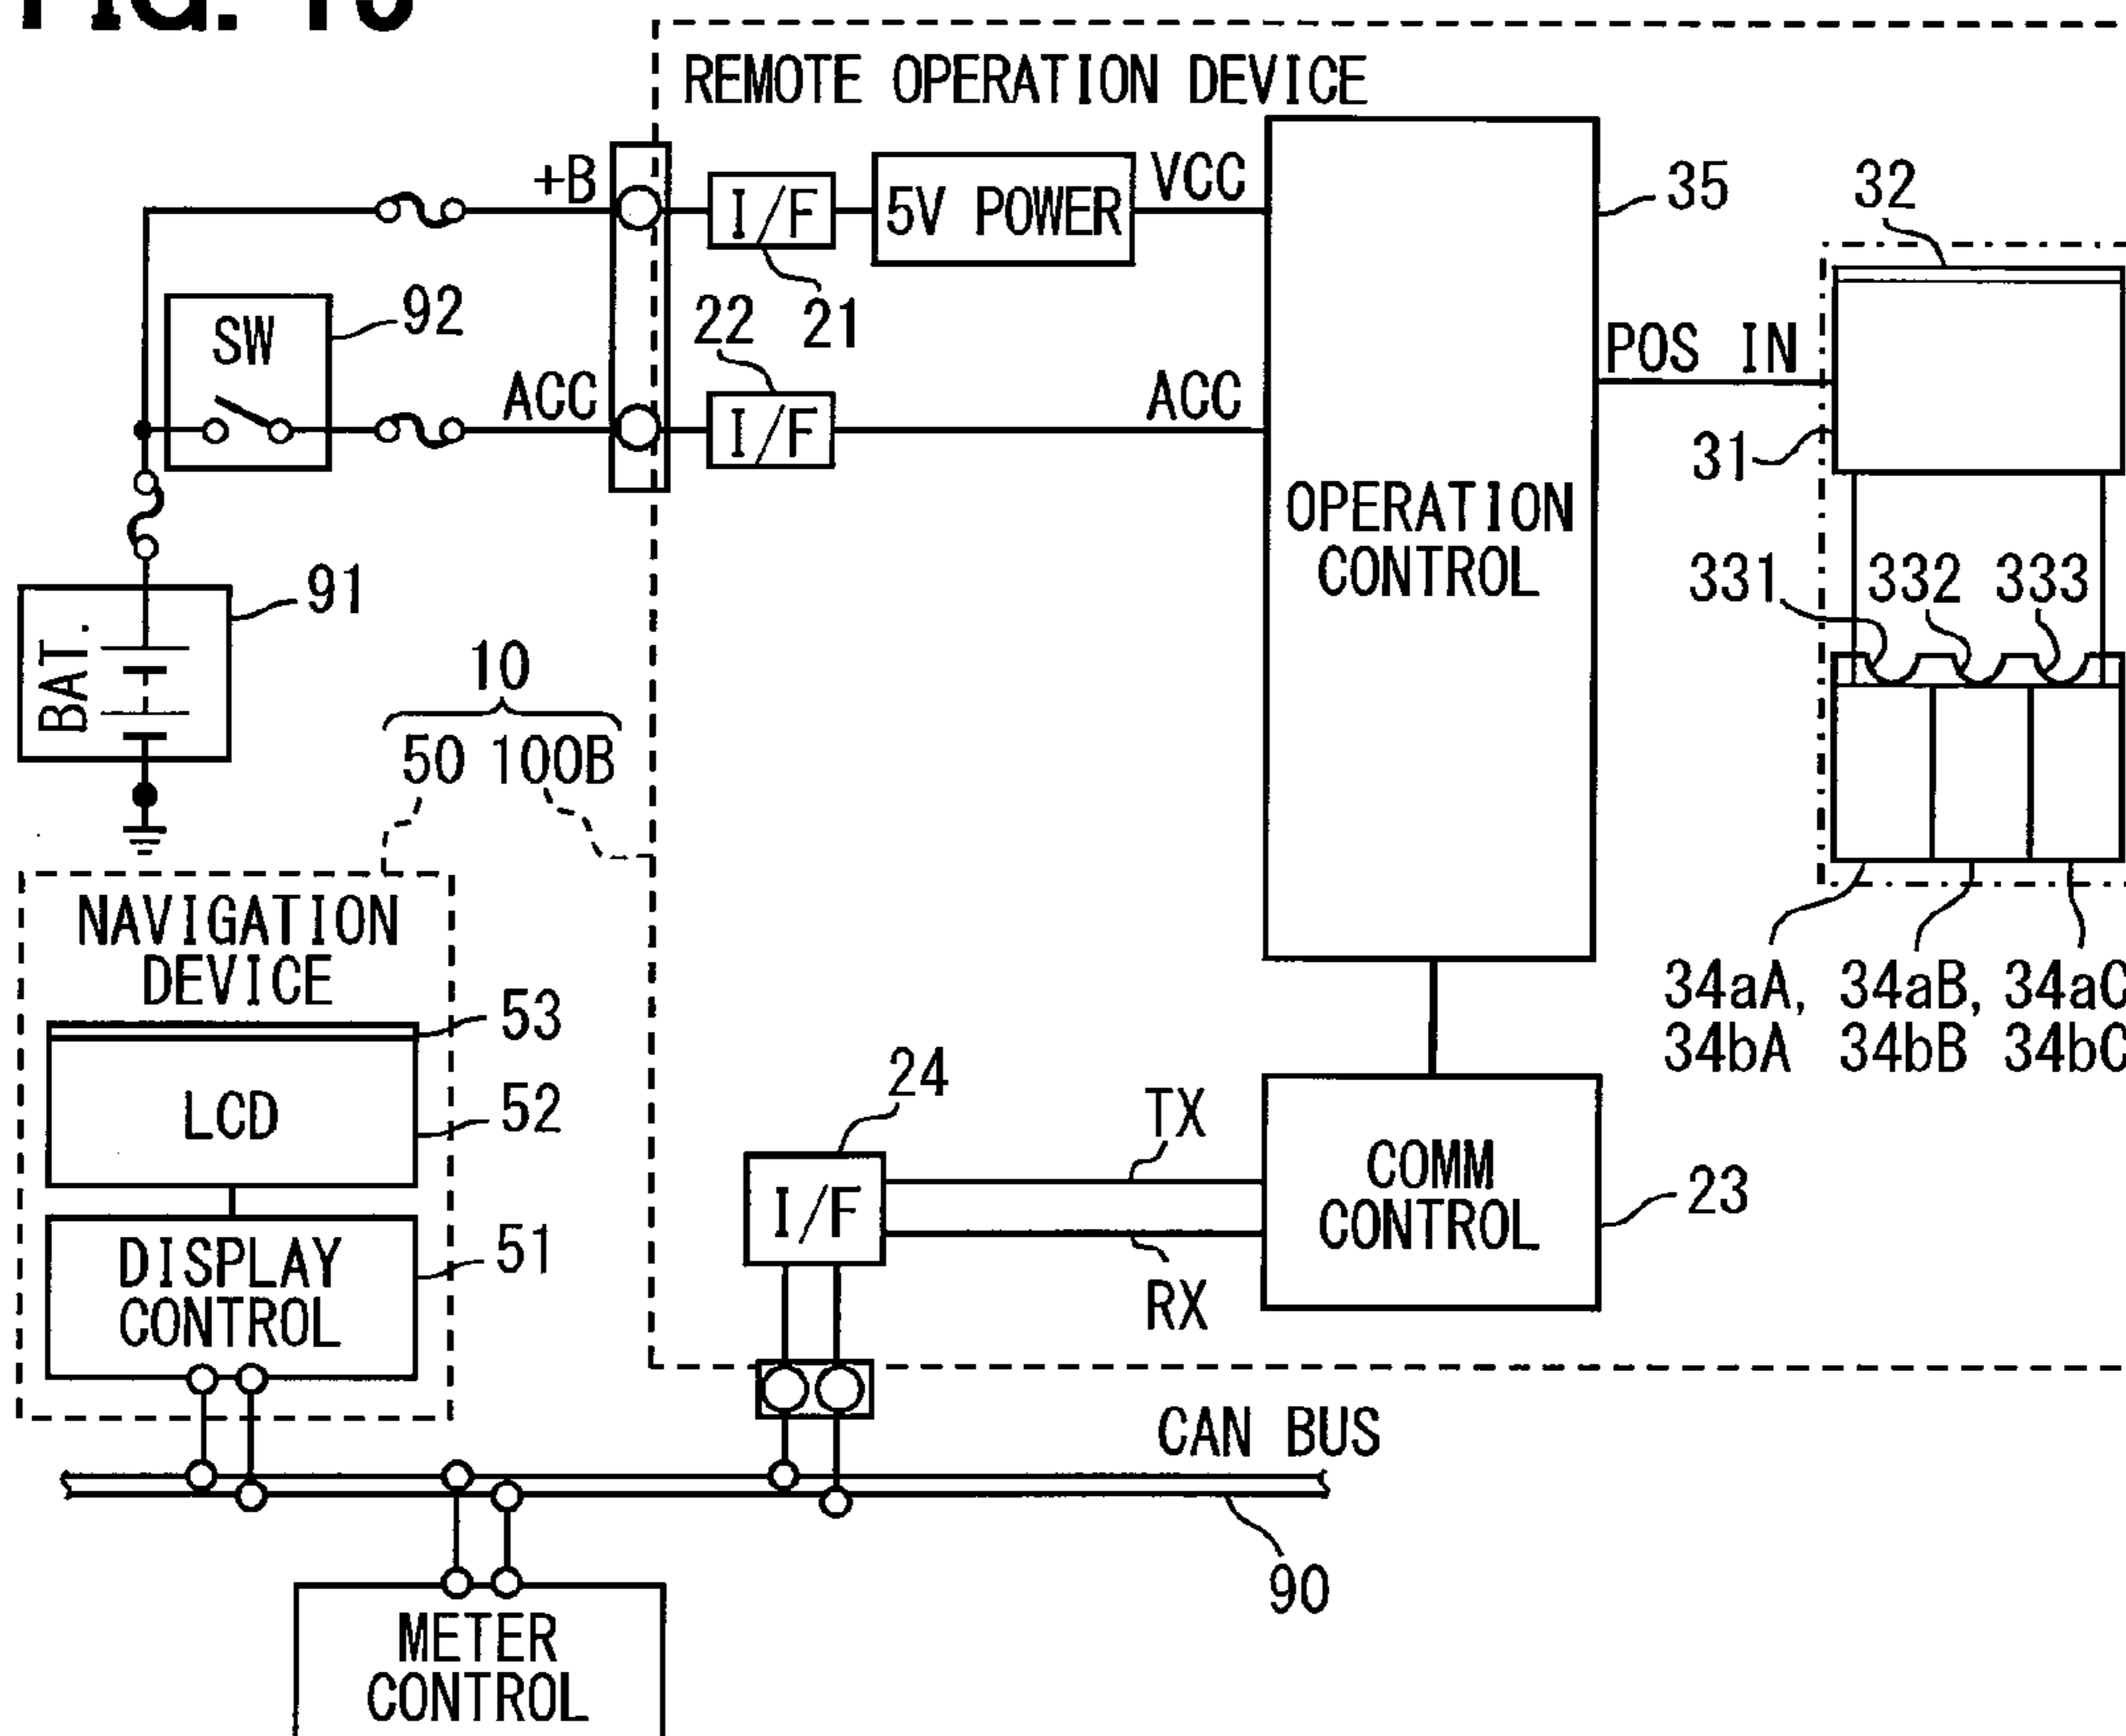 REMOTE OPERATION DEVICE
+B
I/F
5V POWER
VCC
35
32
SW
92
22
21
ACC
I/F
ACC
POS IN
31
OPERATION
CONTROL
BAT.
91
331
332
333
10
50 100B
NAVIGATION
DEVICE
53
LCD
52
34aA, 34aB, 34aC
34bA 34bB 34bC
24
TX
I/F
COMM
CONTROL
23
DISPLAY
CONTROL
51
RX
CAN BUS
90
METER
CONTROL